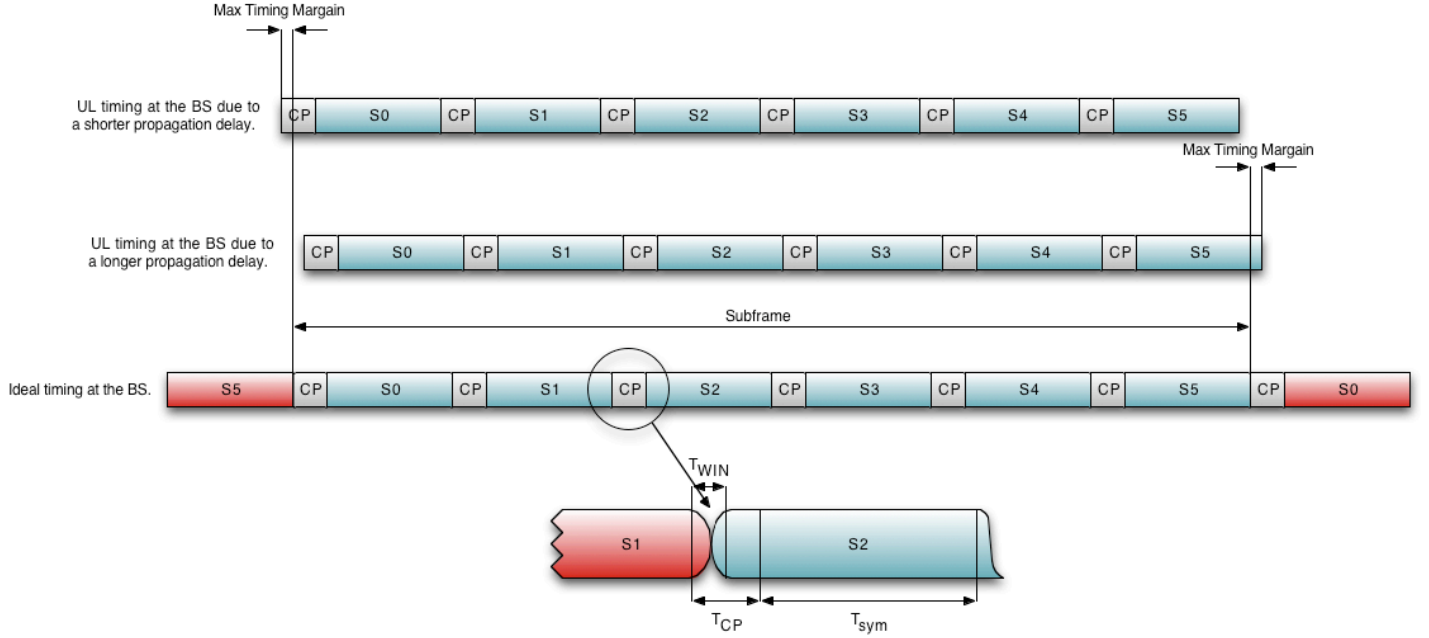 Max Timing Margain
UL timing at the BS due to
a shorter propagation delay.
CP S0 CP S1 CP S2 CP S3 CP S4 CP S5
Max Timing Margain
UL timing at the BS due to
a longer propagation delay.
CP S0 CP S1 CP S2 CP S3 CP S4 CP S5
Subframe
Ideal timing at the BS.
S5 CP S0 CP S1 CP S2 CP S3 CP S4 CP S5 CP S0
TWIN
S1 S2
TCP Tsym